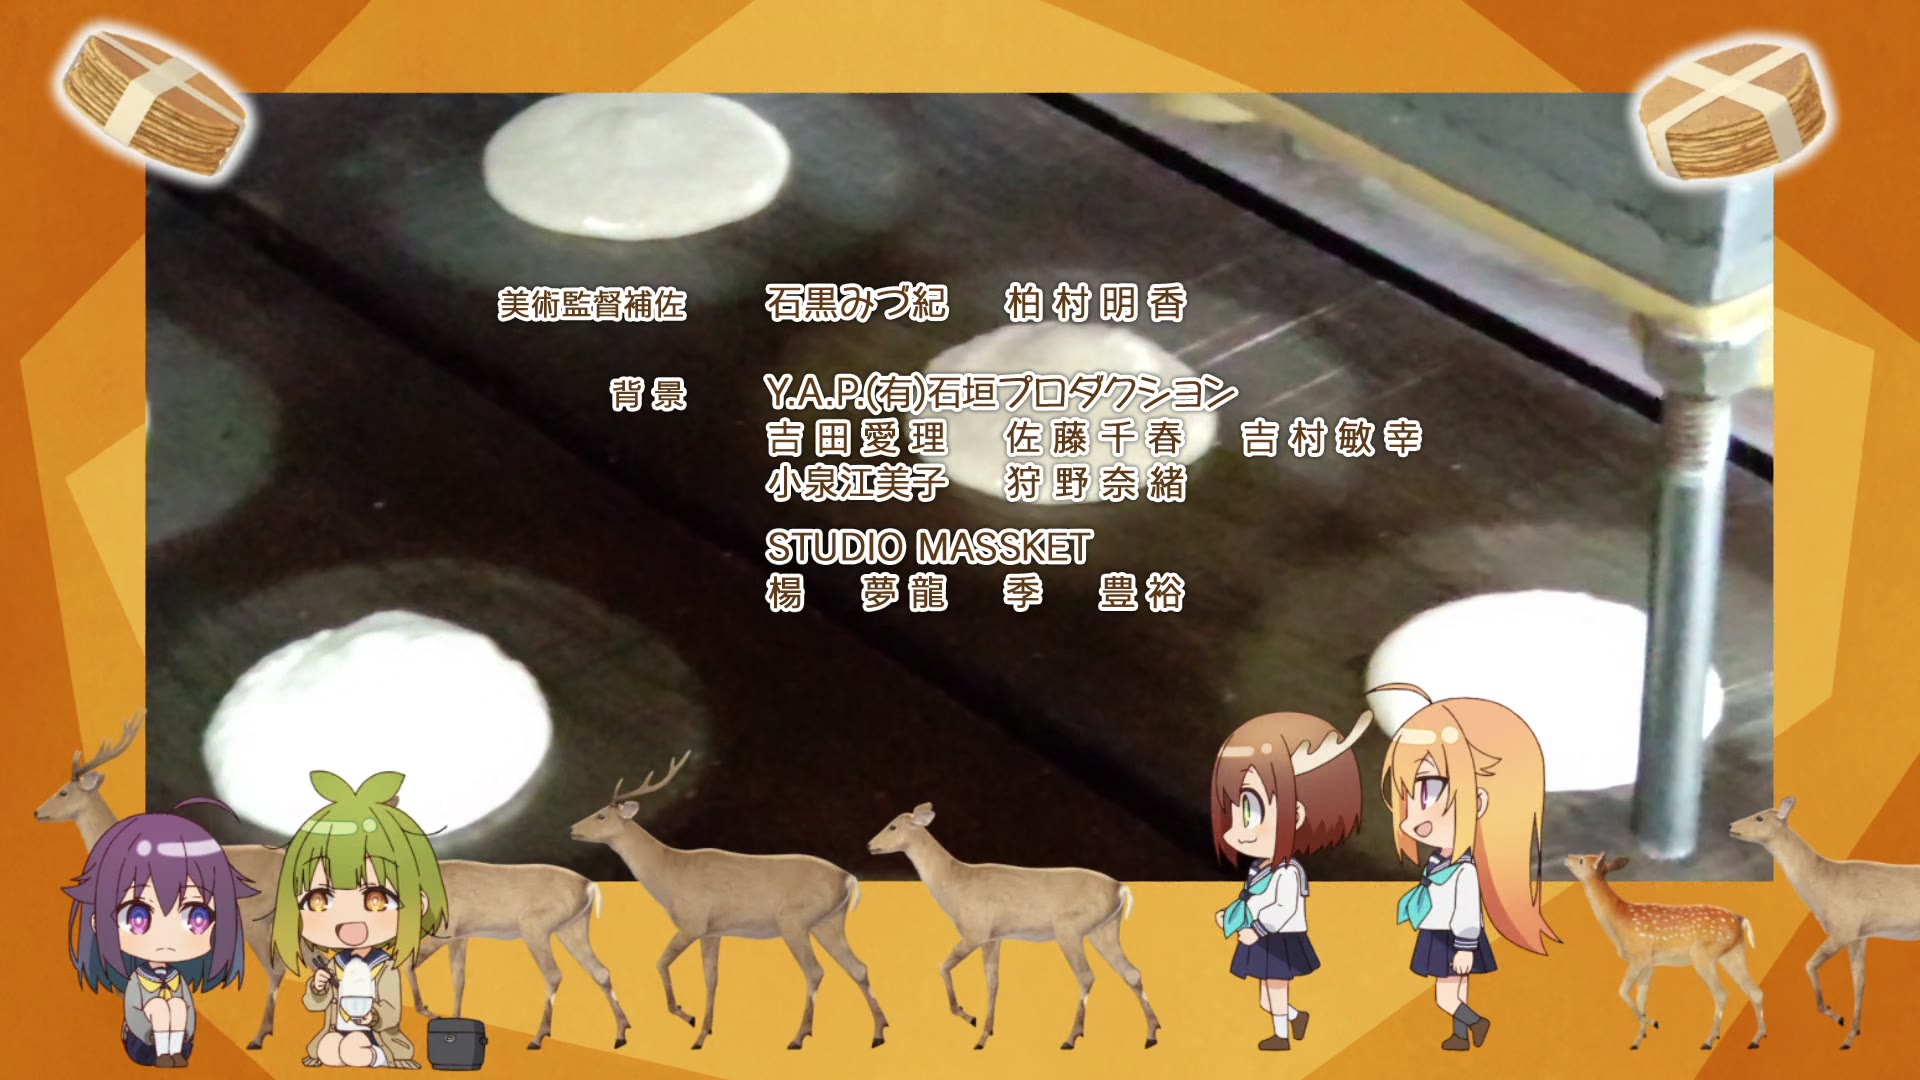 美術監督補佐 石黒みづ紀 柏村明香
背景 Y.A.P.(有)石垣プロダクション
吉田愛理 佐藤千春 吉村敏幸
小泉江美子 狩野奈緒
STUDIO MASSKET
楊 夢龍 季 豊裕